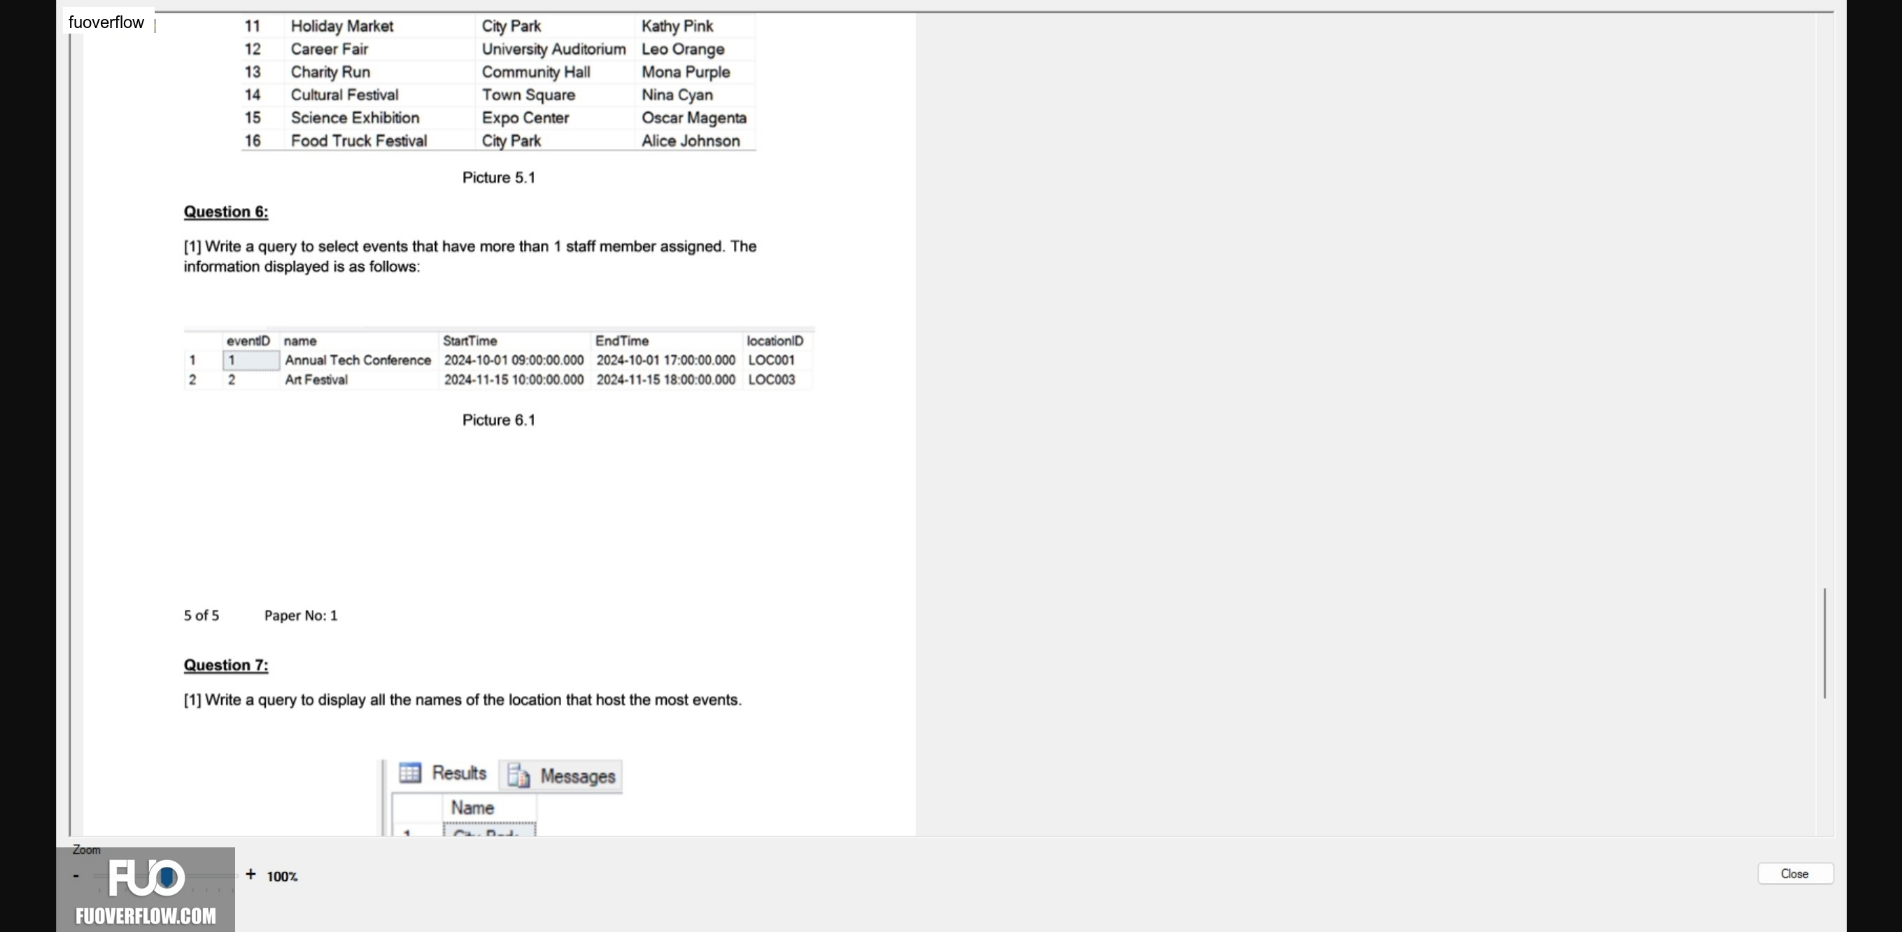 fuoverflow
11 Holiday Market City Park Kathy Pink
12 Career Fair University Auditorium Leo Orange
13 Charity Run Community Hall Mona Purple
14 Cultural Festival Town Square Nina Cyan
15 Science Exhibition Expo Center Oscar Magenta
16 Food Truck Festival City Park Alice Johnson
Picture 5.1
Question 6:
[1] Write a query to select events that have more than 1 staff member assigned. The
information displayed is as follows:
eventID name StartTime EndTime locationID
1 1 Annual Tech Conference 2024-10-01 09:00:00.000 2024-10-01 17:00:00.000 LOC001
2 2 Art Festival 2024-11-15 10:00:00.000 2024-11-15 18:00:00.000 LOC003
Picture 6.1
5 of 5 Paper No: 1
Question 7:
[1] Write a query to display all the names of the location that host the most events.
Results Messages
Name
1 City Park
Zoom
- + 100%
Close
FUO
FUOVERFLOW.COM